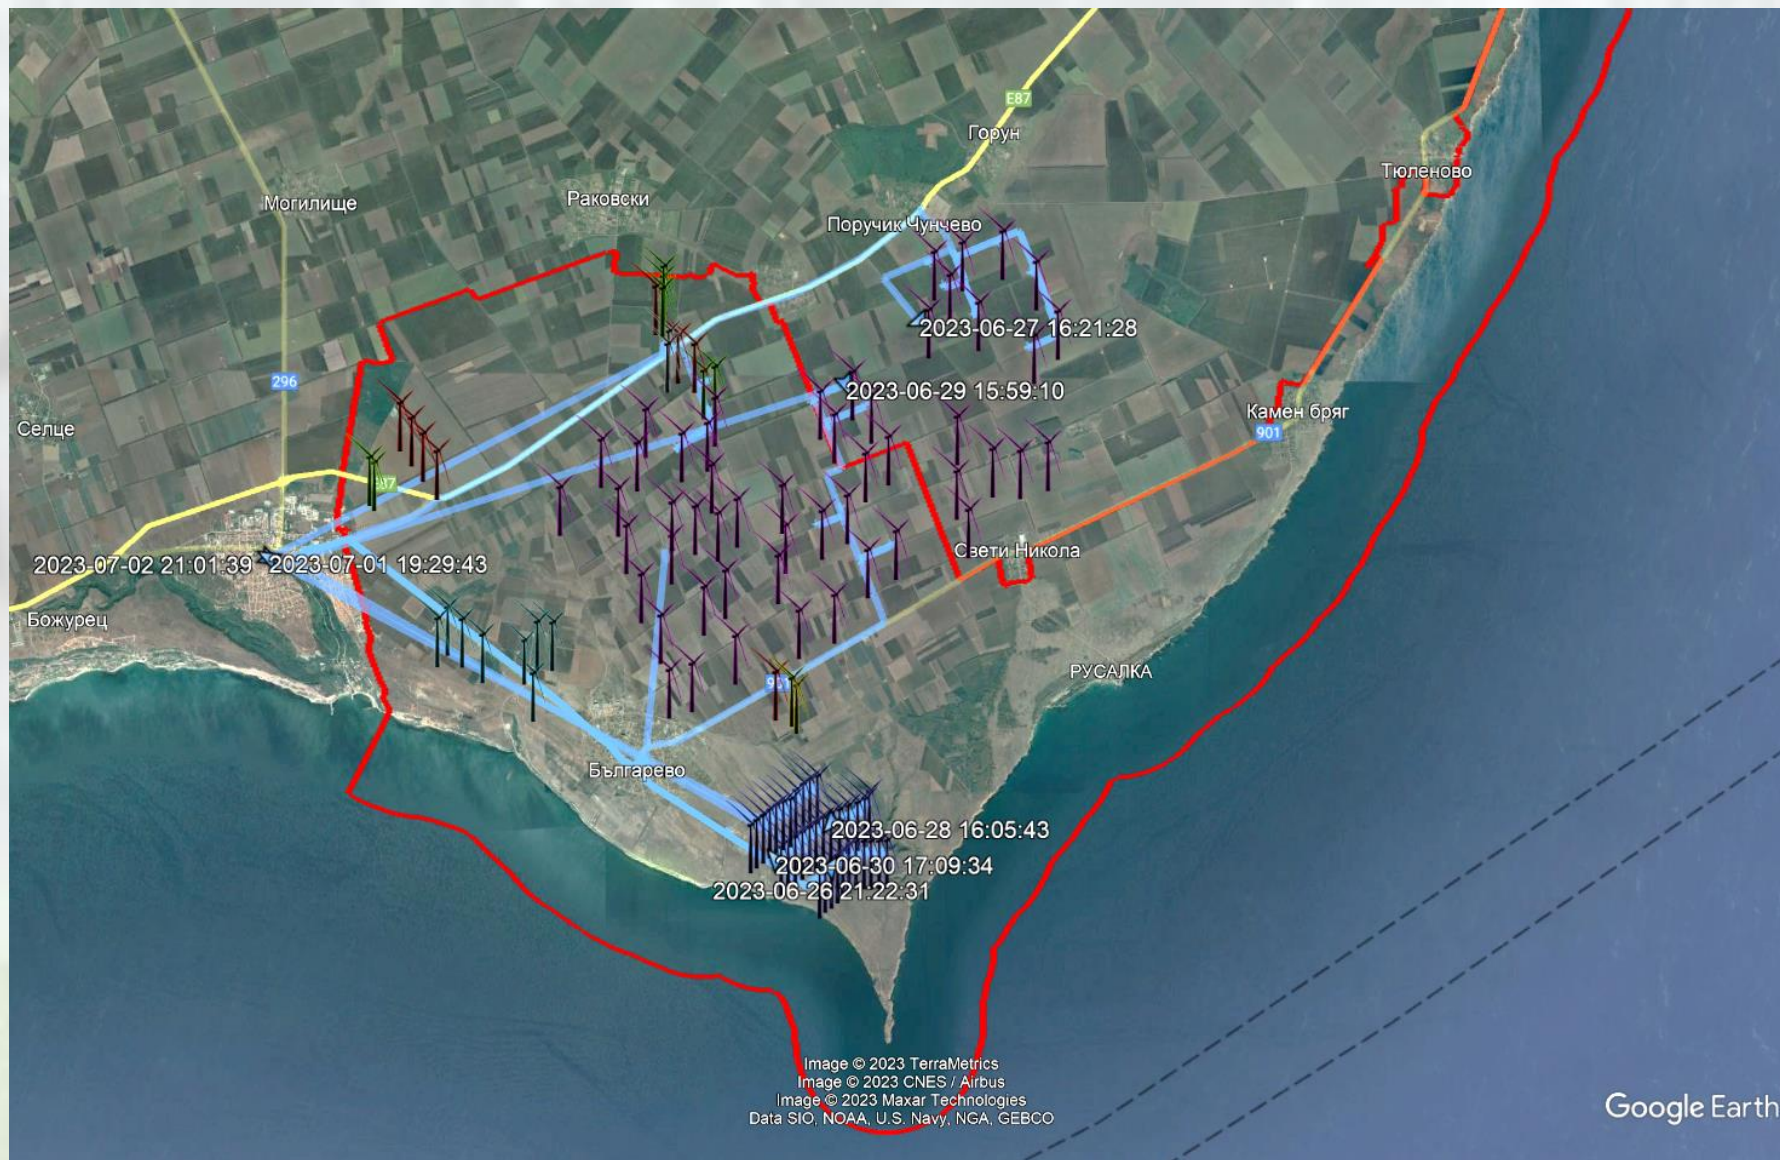 E87
Горун
Тюленово
Могилище
Раковски
Поручик Чунчево
2023-06-27 16:21:28
296
2023-06-29 15:59:10
Селце
Камен бряг
901
Свети Никола
2023-07-02 21:01:39
2023-07-01 19:29:43
Божурец
РУСАЛКА
Българево
2023-06-28 16:05:43
2023-06-30 17:09:34
2023-06-26 21:22:31
Image © 2023 TerraMetrics
Image © 2023 CNES / Airbus
Image © 2023 Maxar Technologies
Data SIO, NOAA, U.S. Navy, NGA, GEBCO
Google Earth